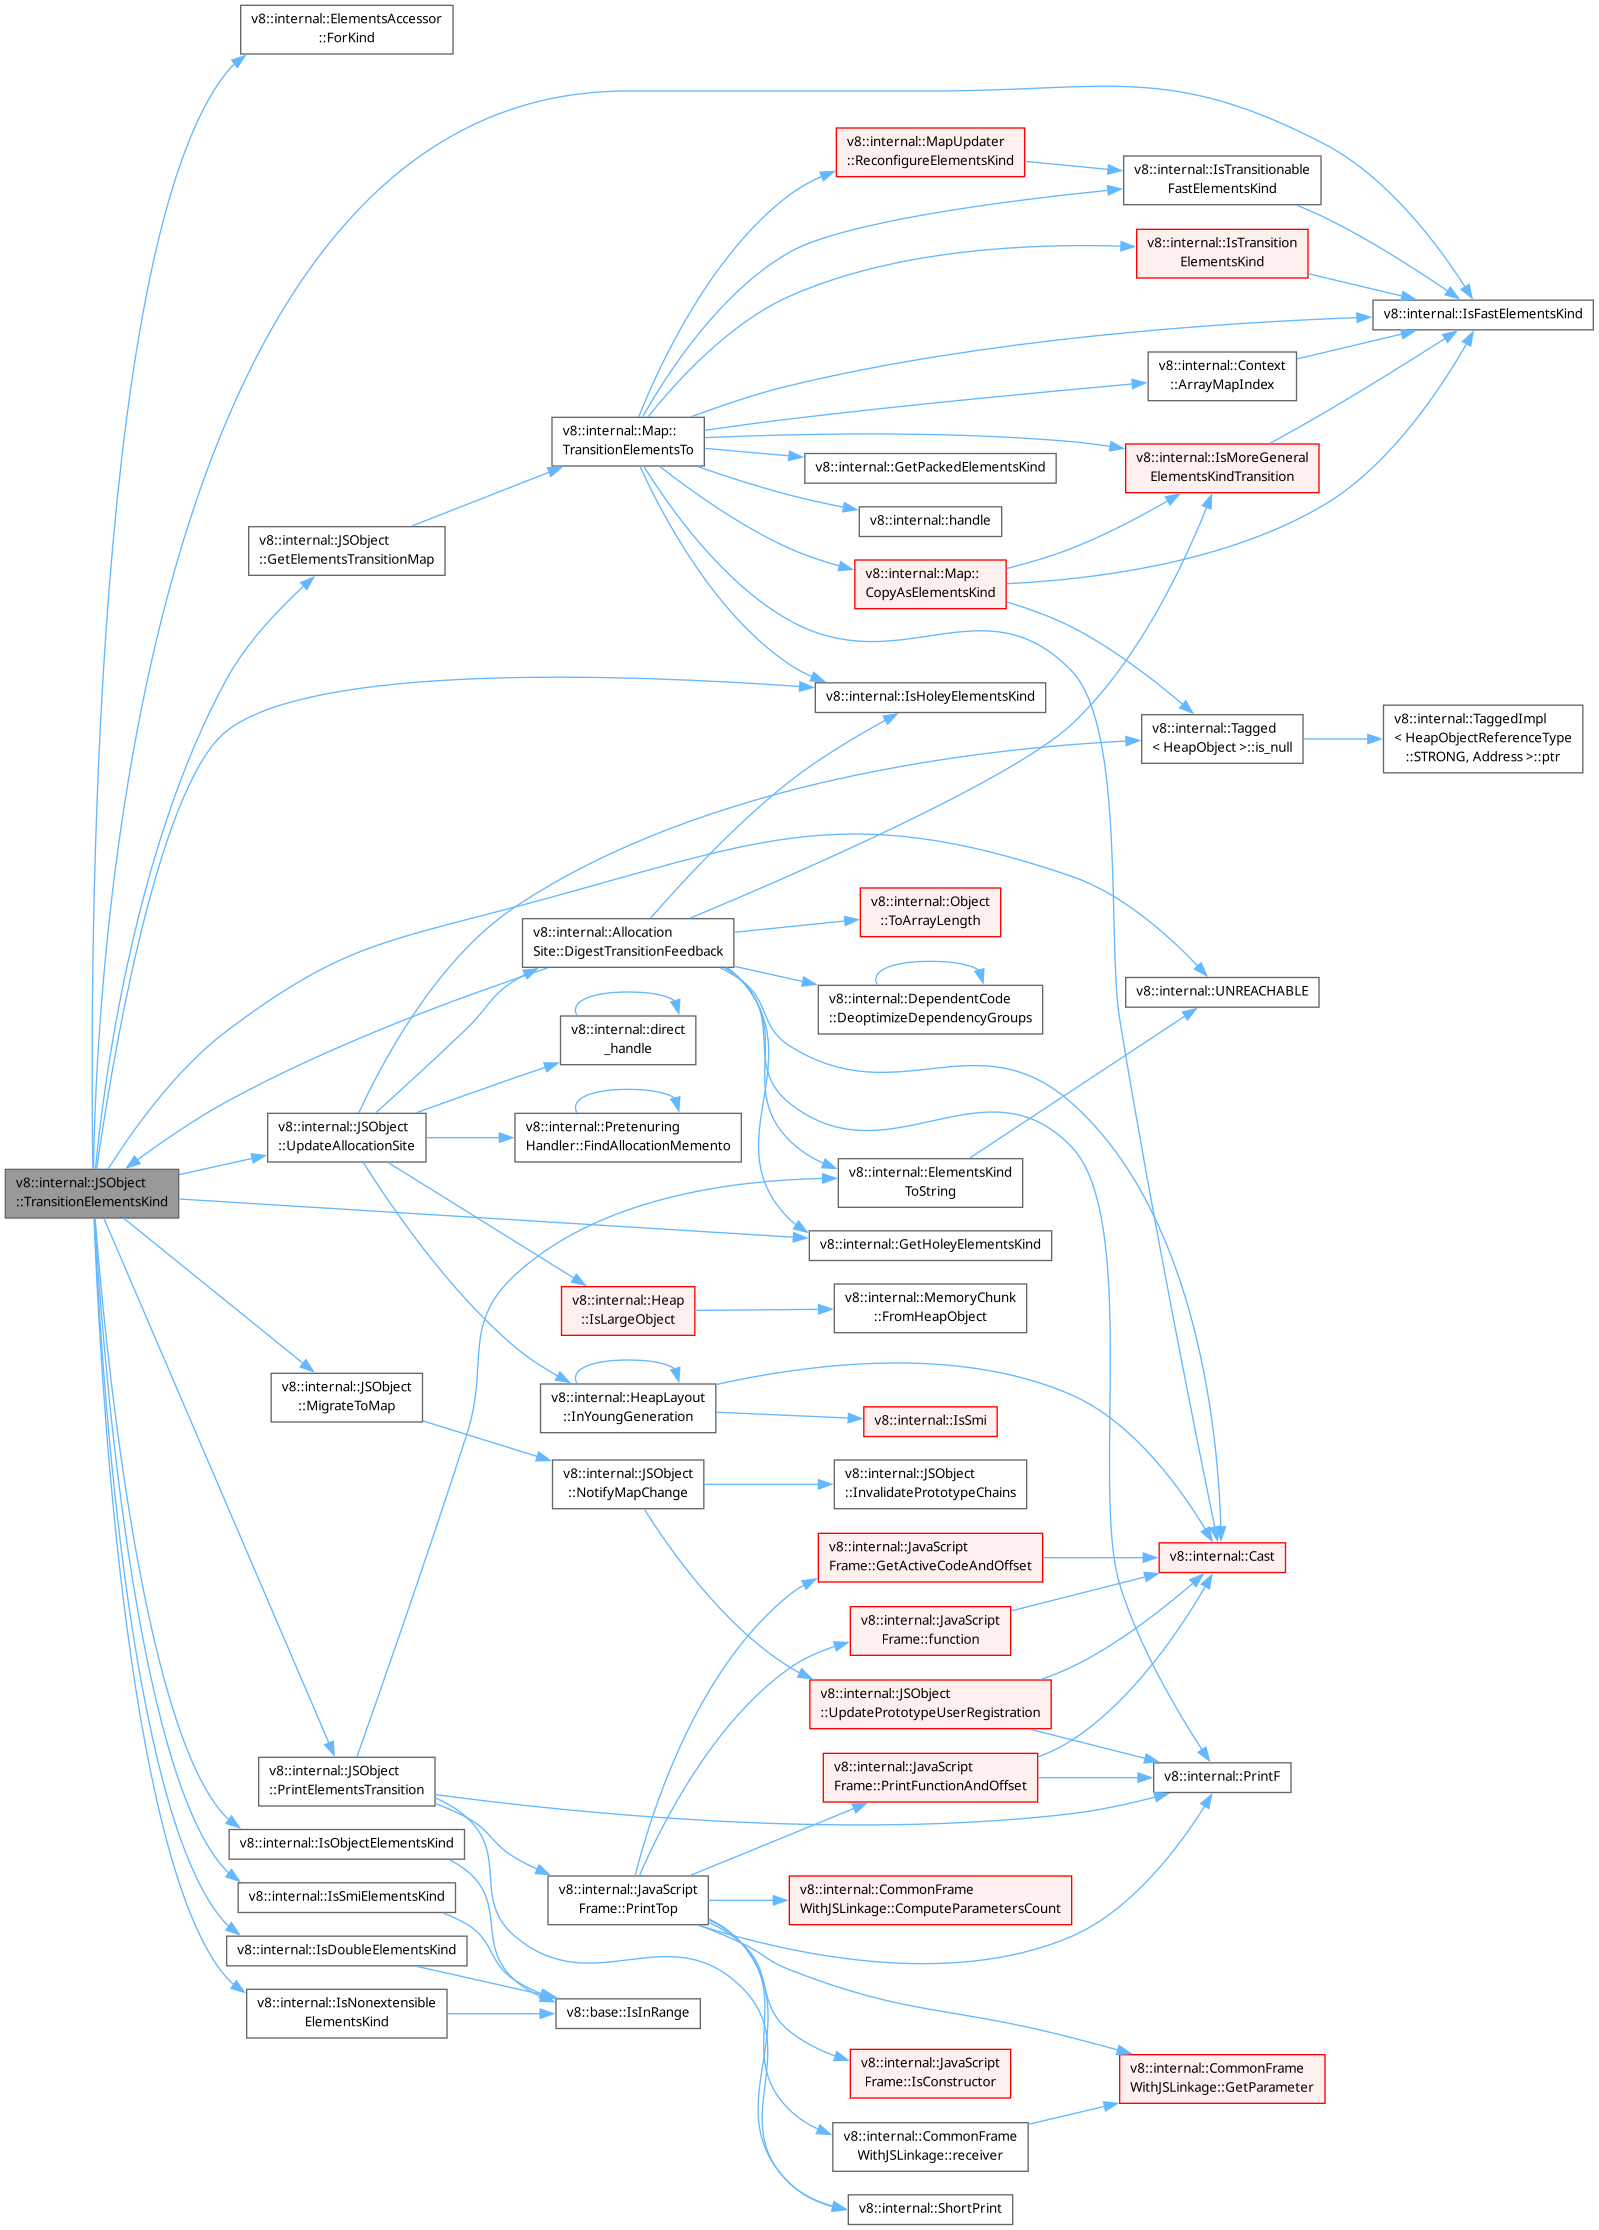 v8::internal::ElementsAccessor
::ForKind
v8::internal::MapUpdater
::ReconfigureElementsKind
v8::internal::IsTransitionable
FastElementsKind
v8::internal::IsTransition
ElementsKind
v8::internal::IsFastElementsKind
v8::internal::Context
::ArrayMapIndex
v8::internal::Map::
TransitionElementsTo
v8::internal::IsMoreGeneral
ElementsKindTransition
v8::internal::GetPackedElementsKind
v8::internal::handle
v8::internal::JSObject
::GetElementsTransitionMap
v8::internal::Map::
CopyAsElementsKind
v8::internal::IsHoleyElementsKind
v8::internal::Tagged
< HeapObject >::is_null
v8::internal::TaggedImpl
< HeapObjectReferenceType
::STRONG, Address >::ptr
v8::internal::Object
::ToArrayLength
v8::internal::Allocation
Site::DigestTransitionFeedback
v8::internal::UNREACHABLE
v8::internal::DependentCode
::DeoptimizeDependencyGroups
v8::internal::direct
_handle
v8::internal::JSObject
::UpdateAllocationSite
v8::internal::Pretenuring
Handler::FindAllocationMemento
v8::internal::JSObject
::TransitionElementsKind
v8::internal::ElementsKind
ToString
v8::internal::GetHoleyElementsKind
v8::internal::Heap
::IsLargeObject
v8::internal::MemoryChunk
::FromHeapObject
v8::internal::JSObject
::MigrateToMap
v8::internal::HeapLayout
::InYoungGeneration
v8::internal::IsSmi
v8::internal::JSObject
::NotifyMapChange
v8::internal::JSObject
::InvalidatePrototypeChains
v8::internal::JavaScript
Frame::GetActiveCodeAndOffset
v8::internal::Cast
v8::internal::JavaScript
Frame::function
v8::internal::JSObject
::UpdatePrototypeUserRegistration
v8::internal::JSObject
::PrintElementsTransition
v8::internal::JavaScript
Frame::PrintFunctionAndOffset
v8::internal::PrintF
v8::internal::IsObjectElementsKind
v8::internal::IsSmiElementsKind
v8::internal::JavaScript
Frame::PrintTop
v8::internal::CommonFrame
WithJSLinkage::ComputeParametersCount
v8::internal::IsDoubleElementsKind
v8::internal::IsNonextensible
ElementsKind
v8::base::IsInRange
v8::internal::JavaScript
Frame::IsConstructor
v8::internal::CommonFrame
WithJSLinkage::GetParameter
v8::internal::CommonFrame
WithJSLinkage::receiver
v8::internal::ShortPrint